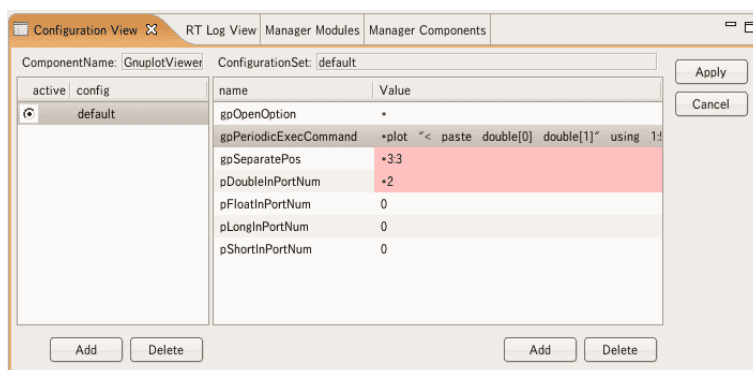 Configuration View RT Log View Manager Modules Manager Components
ComponentName: GnuplotViewer ConfigurationSet: default
Apply
Cancel
active config
default
name Value
gpOpenOption *
gpPeriodicExecCommand *plot "< paste double[0] double[1]" using 1:
gpSeparatePos *3:3
pDoubleInPortNum *2
pFloatInPortNum 0
pLongInPortNum 0
pShortInPortNum 0
Add Delete
Add Delete